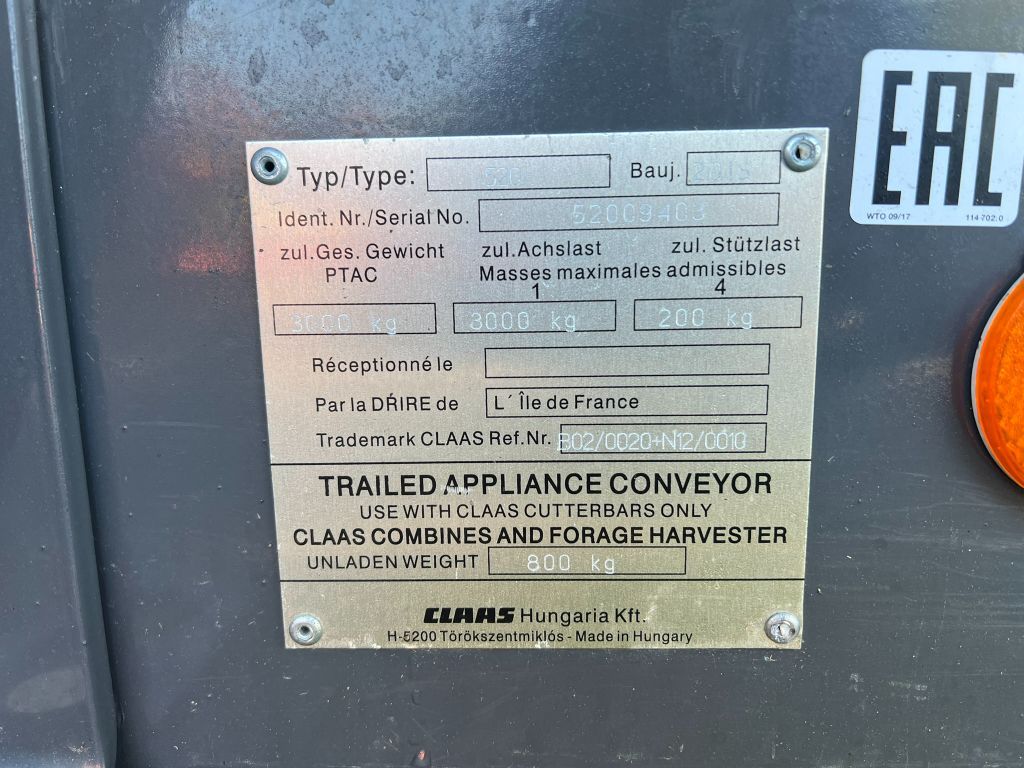 Typ/Type: 520 Bauj.
Ident. Nr./Serial No. 52009403
zul.Ges. Gewicht zul.Achslast zul. Stützlast
PTAC Masses maximales admissibles
1 4
3000 kg 3000 kg 200 kg
Réceptionné le
Par la DŔIRE de L´ Île de France
Trademark CLAAS Ref.Nr. B02/0020+N12/0010
TRAILED APPLIANCE CONVEYOR
USE WITH CLAAS CUTTERBARS ONLY
CLAAS COMBINES AND FORAGE HARVESTER
UNLADEN WEIGHT 800 kg
CLAAS Hungaria Kft.
H-5200 Törökszentmiklós - Made in Hungary
EAC
WTO 09/17 114 702.0